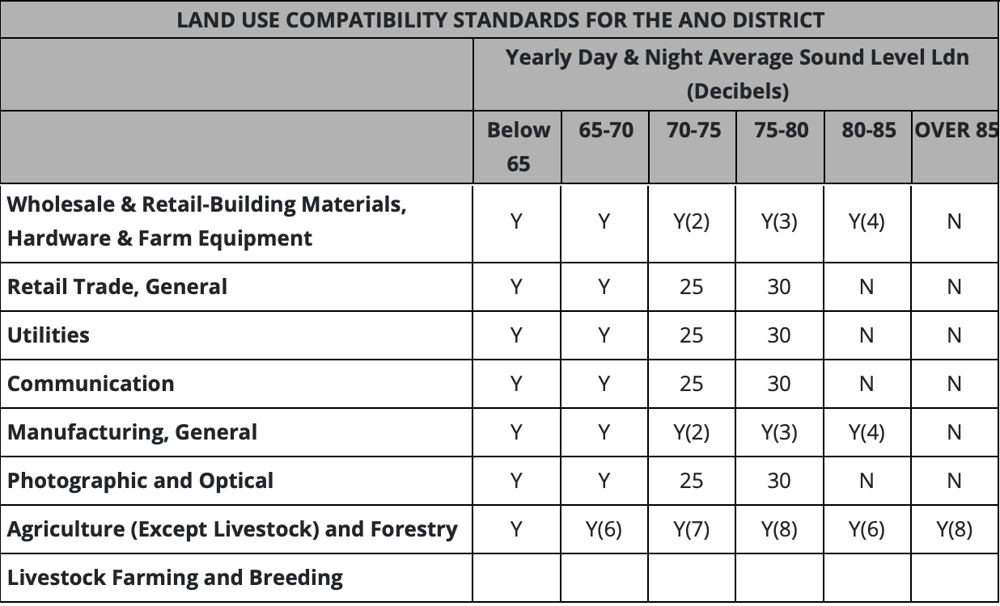 LAND USE COMPATIBILITY STANDARDS FOR THE ANO DISTRICT
Yearly Day & Night Average Sound Level Ldn
(Decibels)
Below
65 65-70 70-75 75-80 80-85 OVER 85
Wholesale & Retail-Building Materials,
Hardware & Farm Equipment Y Y Y(2) Y(3) Y(4) N
Retail Trade, General Y Y 25 30 N N
Utilities Y Y 25 30 N N
Communication Y Y 25 30 N N
Manufacturing, General Y Y Y(2) Y(3) Y(4) N
Photographic and Optical Y Y 25 30 N N
Agriculture (Except Livestock) and Forestry Y Y(6) Y(7) Y(8) Y(6) Y(8)
Livestock Farming and Breeding